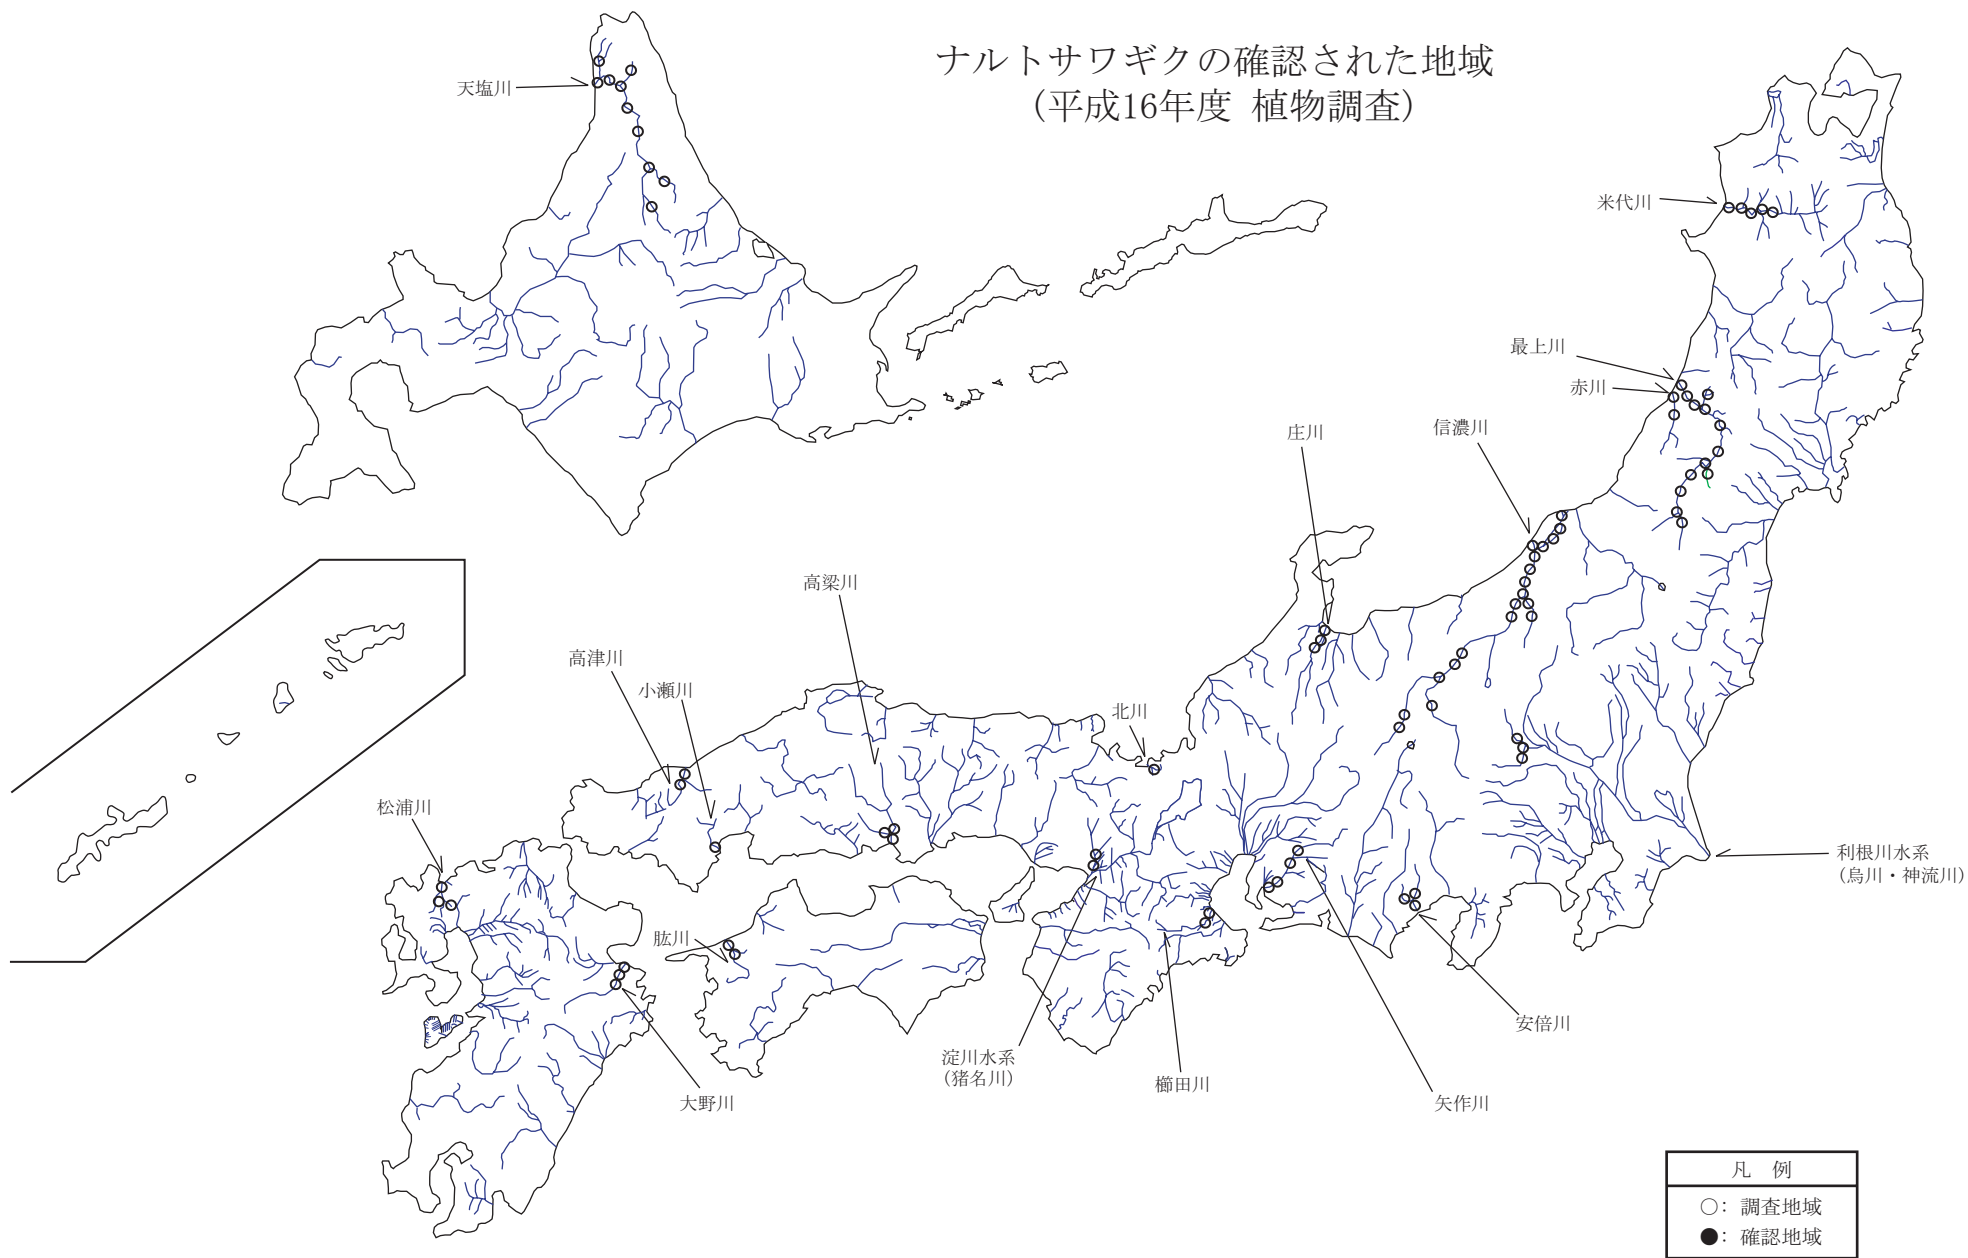 ナルトサワギクの確認された地域
（平成16年度 植物調査）
天塩川
米代川
最上川
赤川
庄川
信濃川
高梁川
高津川
小瀬川
北川
松浦川
利根川水系
（烏川・神流川）
肱川
安倍川
淀川水系
（猪名川）
櫛田川
大野川
矢作川
凡 例
○：調査地域
●：確認地域